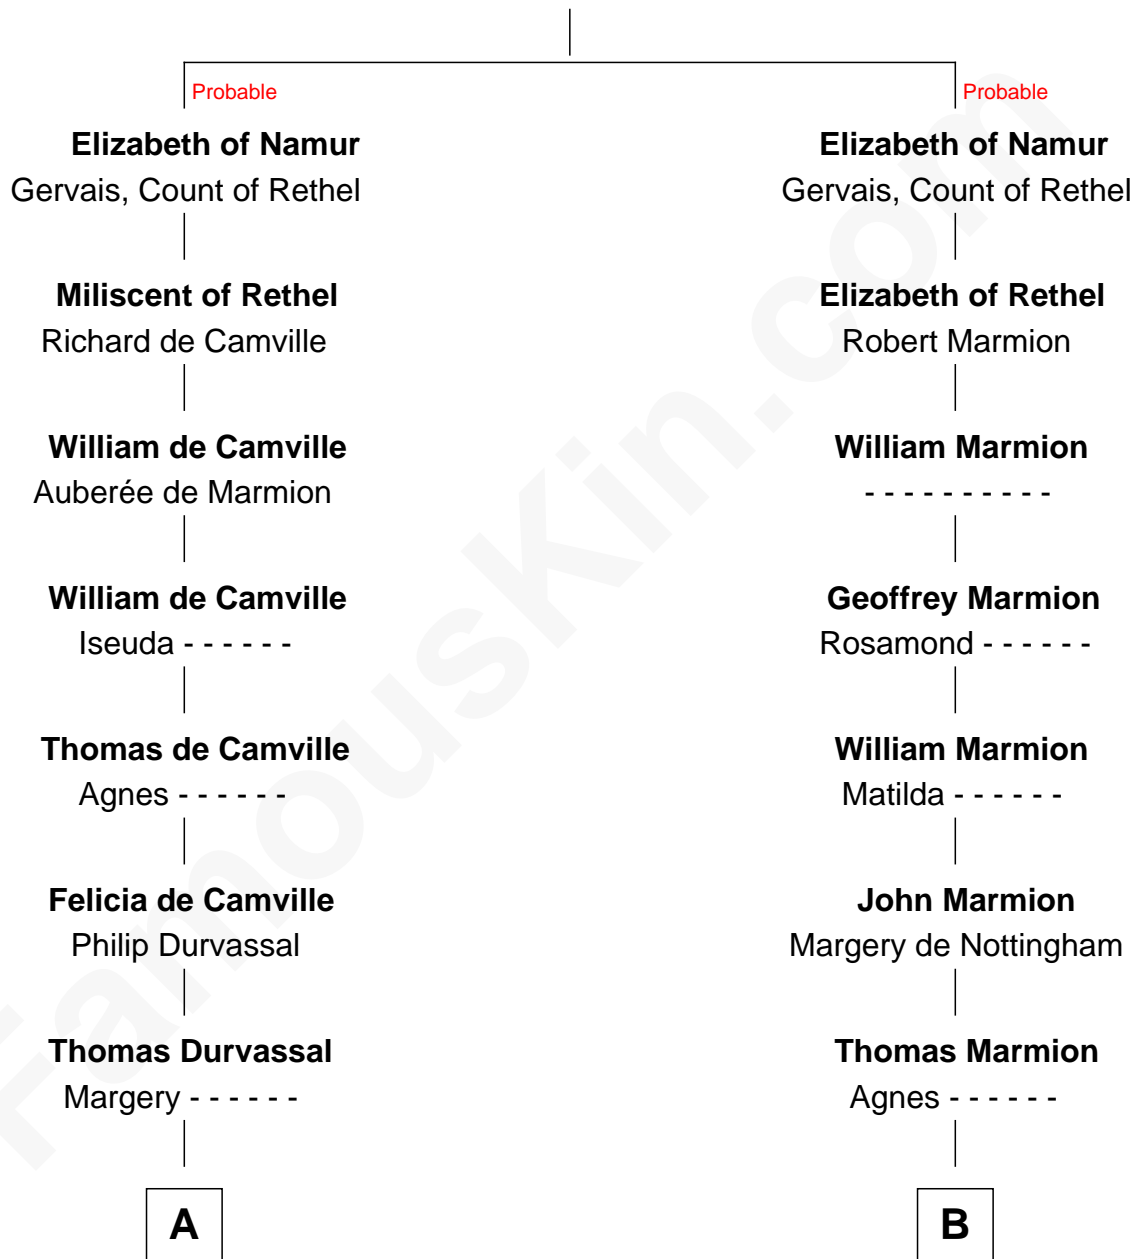 Probable
Elizabeth of Namur
Gervais, Count of Rethel
Miliscent of Rethel
Richard de Camville
William de Camville
Auberée de Marmion
William de Camville
Iseuda - - - - - -
Thomas de Camville
Agnes - - - - - -
Felicia de Camville
Philip Durvassal
Thomas Durvassal
Margery - - - - - -
A
Probable
Elizabeth of Namur
Gervais, Count of Rethel
Elizabeth of Rethel
Robert Marmion
William Marmion
- - - - - - - - - -
Geoffrey Marmion
Rosamond - - - - - -
William Marmion
Matilda - - - - - -
John Marmion
Margery de Nottingham
Thomas Marmion
Agnes - - - - - -
B
FamousKin.com